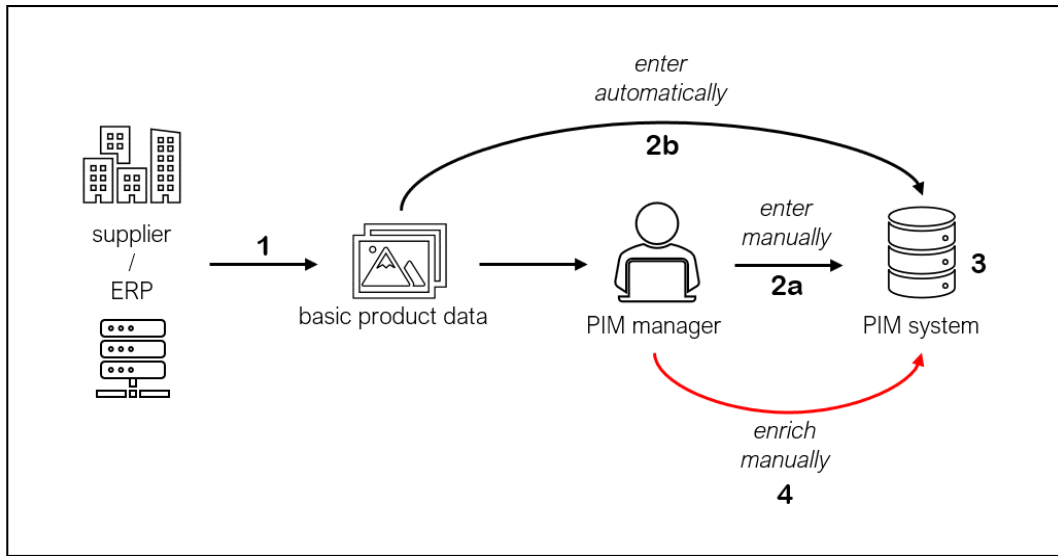 enter
automatically
2b
supplier
/
ERP
1
basic product data
PIM manager
enter
manually
2a
3
PIM system
enrich
manually
4